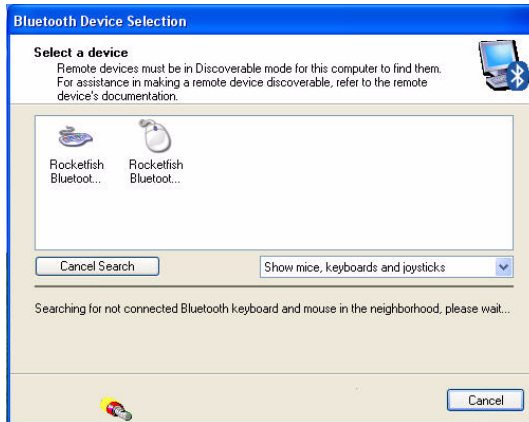 Bluetooth Device Selection
Select a device
Remote devices must be in Discoverable mode for this computer to find them.
For assistance in making a remote device discoverable, refer to the remote
device's documentation.
Rocketfish
Bluetoot...
Rocketfish
Bluetoot...
Cancel Search
Show mice, keyboards and joysticks
Searching for not connected Bluetooth keyboard and mouse in the neighborhood, please wait...
Cancel